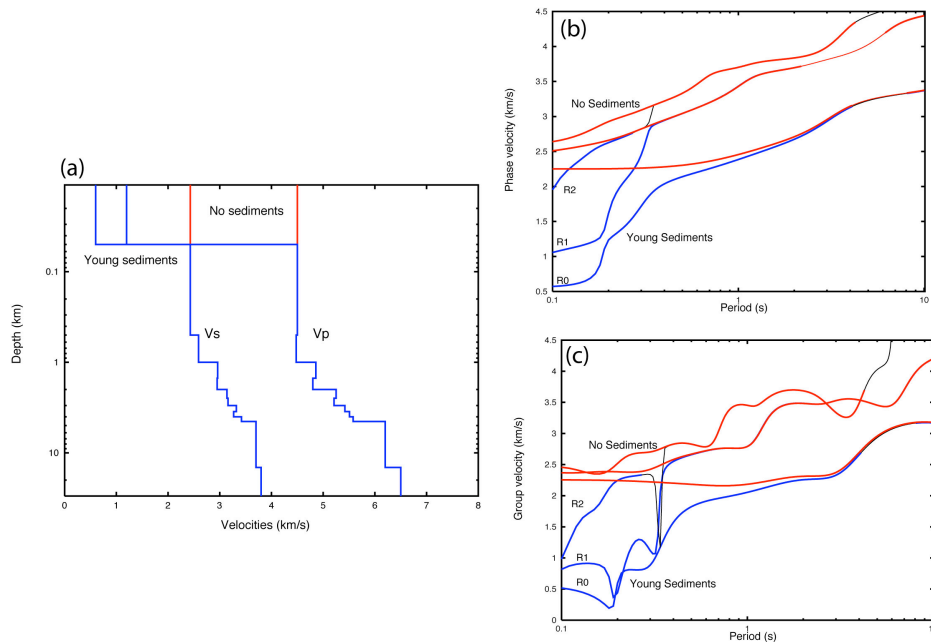 (a)
No sediments
Young sediments
Vs
Vp
0.1
1
10
Depth (km)
0 1 2 3 4 5 6 7 8
Velocities (km/s)
(b)
4.5
4
3.5
3
2.5
2
1.5
1
0.5
Phase velocity (km/s)
No Sediments
R2
R1
Young Sediments
R0
0.1 1 10
Period (s)
(c)
4.5
4
3.5
3
2.5
2
1.5
1
0.5
0
Group velocity (km/s)
No Sediments
R2
R1
R0
Young Sediments
0.1 1
Period (s)